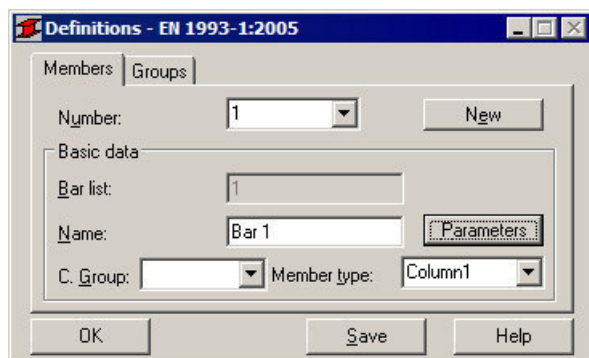 Definitions - EN 1993-1:2005
Members Groups
Number: 1 New
Basic data
Bar list: 1
Name: Bar 1 Parameters
C. Group: Member type: Column1
OK Save Help